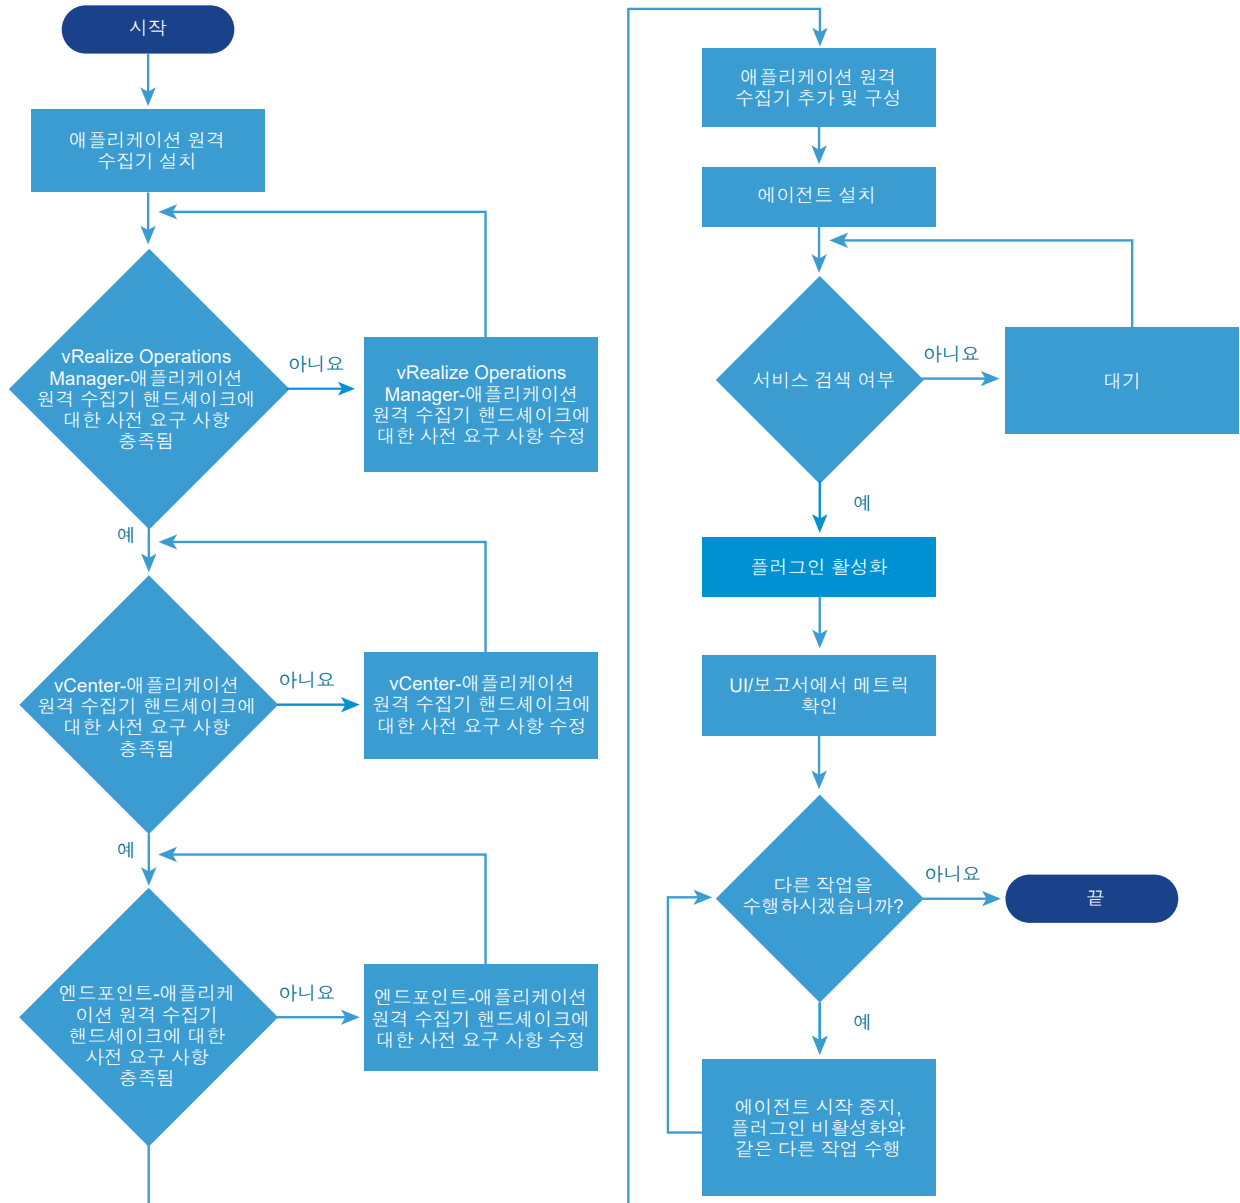 시작
애플리케이션 원격
수집기 설치
vRealize Operations
Manager-애플리케이션
원격 수집기 핸드셰이크에
대한 사전 요구 사항
충족됨
아니요
vRealize Operations
Manager-애플리케이션
원격 수집기 핸드셰이크에
대한 사전 요구 사항 수정
예
vCenter-애플리케이션
원격 수집기 핸드셰이크에
대한 사전 요구 사항
충족됨
아니요
vCenter-애플리케이션
원격 수집기 핸드셰이크에
대한 사전 요구 사항 수정
예
엔드포인트-애플리케
이션 원격 수집기
핸드셰이크에 대한
사전 요구 사항
충족됨
아니요
엔드포인트-애플리케이션
원격 수집기 핸드셰이크에
대한 사전 요구 사항 수정
애플리케이션 원격
수집기 추가 및 구성
에이전트 설치
서비스 검색 여부
아니요
대기
예
플러그인 활성화
UI/보고서에서 메트릭
확인
다른 작업을
수행하시겠습니까?
아니요
끝
예
에이전트 시작 중지,
플러그인 비활성화와
같은 다른 작업 수행